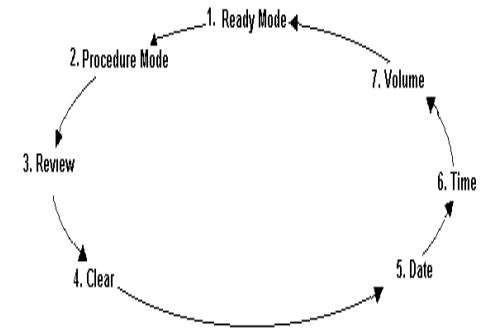 1. Ready Mode
2. Procedure Mode
3. Review
4. Clear
5. Date
6. Time
7. Volume